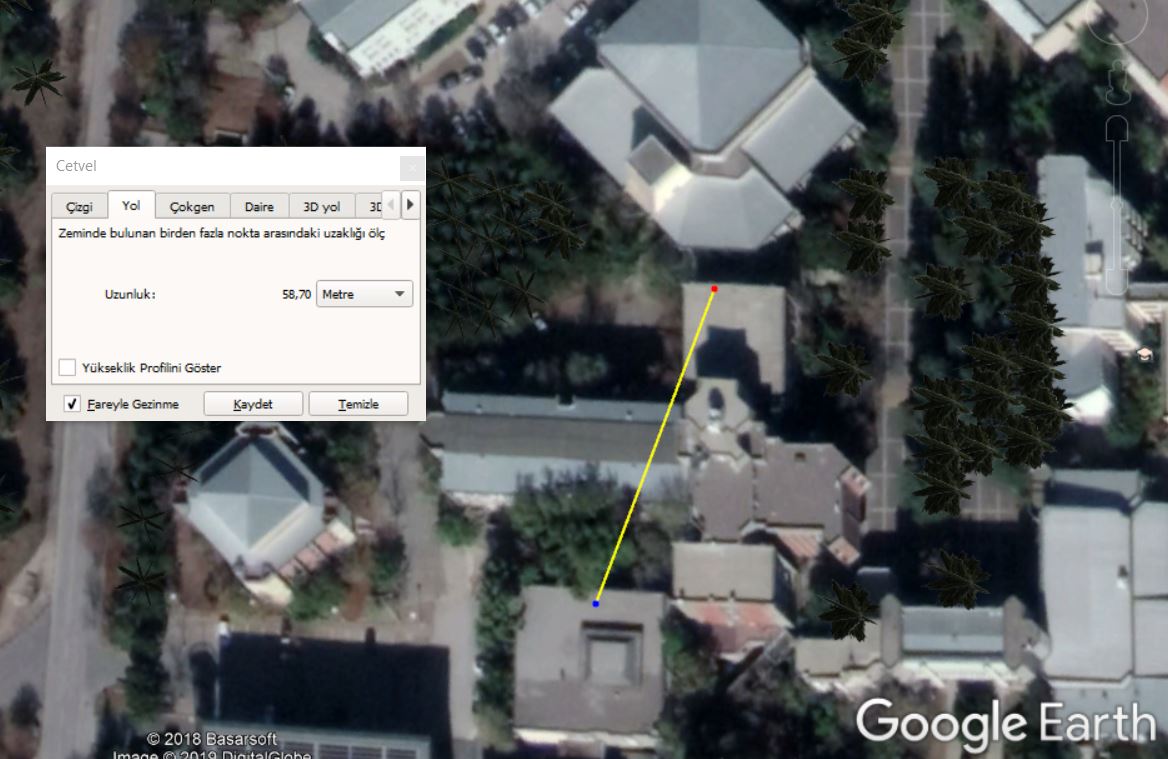 Cetvel
Çizgi Yol Çokgen Daire 3D yol
Zeminde bulunan birden fazla nokta arasındaki uzaklığı ölç
Uzunluk: 58,70 Metre
Yükseklik Profilini Göster
Fareyle Gezinme Kaydet Temizle
Google Earth
© 2018 Basarsoft
Image © 2019 DigitalGlobe